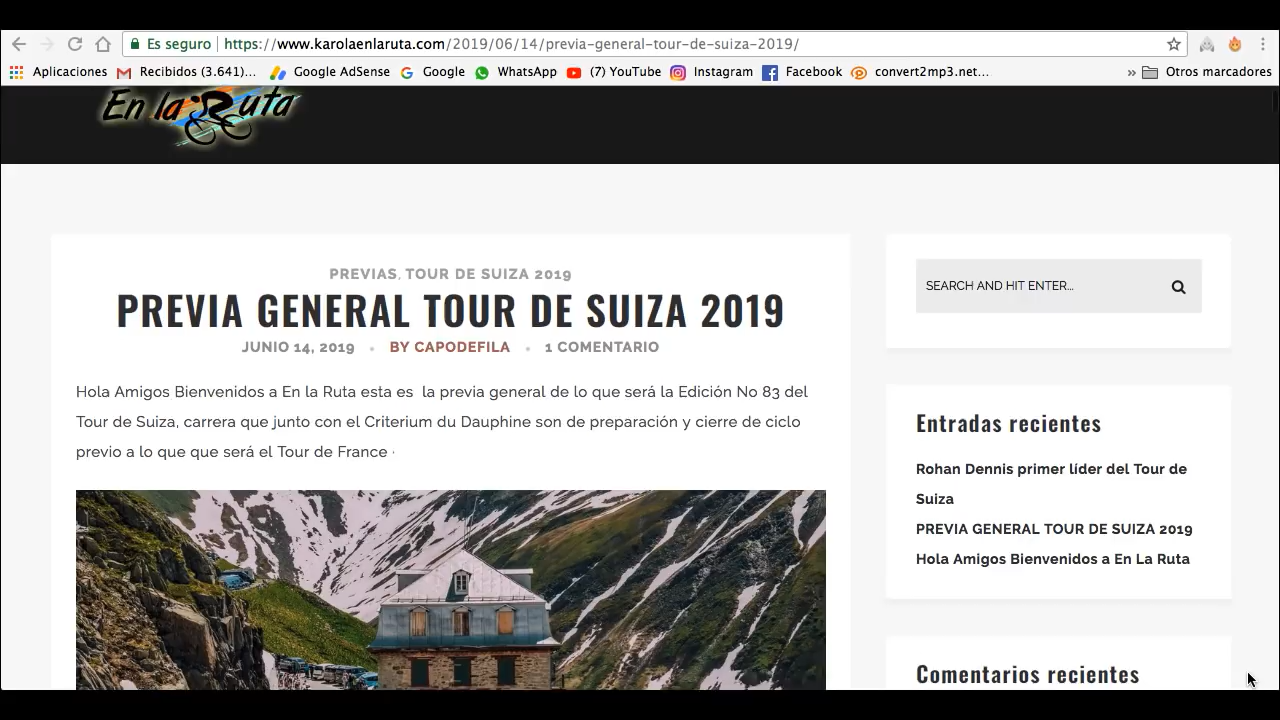 Es seguro https://www.karolaenlaruta.com/2019/06/14/previa-general-tour-de-suiza-2019/
Aplicaciones Recibidos (3.641)... Google AdSense Google WhatsApp (7) YouTube Instagram Facebook convert2mp3.net... » Otros marcadores
En la Ruta
PREVIAS, TOUR DE SUIZA 2019
PREVIA GENERAL TOUR DE SUIZA 2019
JUNIO 14, 2019 • BY CAPODEFILA • 1 COMENTARIO
Hola Amigos Bienvenidos a En la Ruta esta es la previa general de lo que será la Edición No 83 del
Tour de Suiza, carrera que junto con el Criterium du Dauphine son de preparación y cierre de ciclo
previo a lo que que será el Tour de France ·
SEARCH AND HIT ENTER...
Entradas recientes
Rohan Dennis primer líder del Tour de
Suiza
PREVIA GENERAL TOUR DE SUIZA 2019
Hola Amigos Bienvenidos a En La Ruta
Comentarios recientes